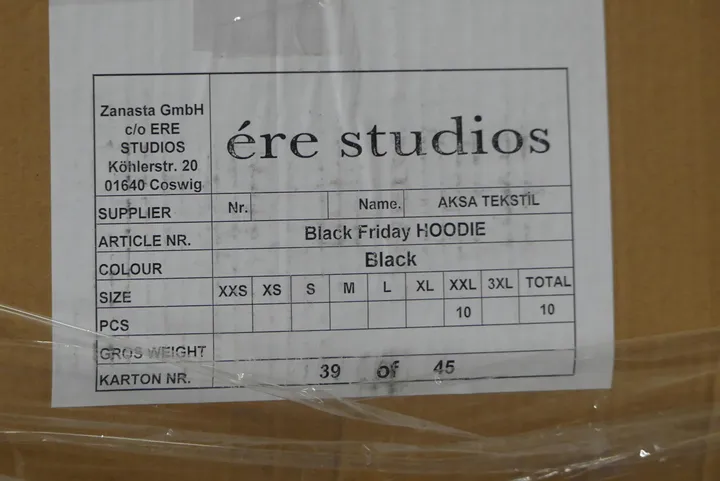 Zanasta GmbH
c/o ERE
STUDIOS
Köhlerstr. 20
01640 Coswig
ére studios
SUPPLIER Nr. Name. AKSA TEKSTİL
ARTICLE NR. Black Friday HOODIE
COLOUR Black
SIZE XXS XS S M L XL XXL 3XL TOTAL
PCS 10 10
GROS WEIGHT
KARTON NR. 39 of 45